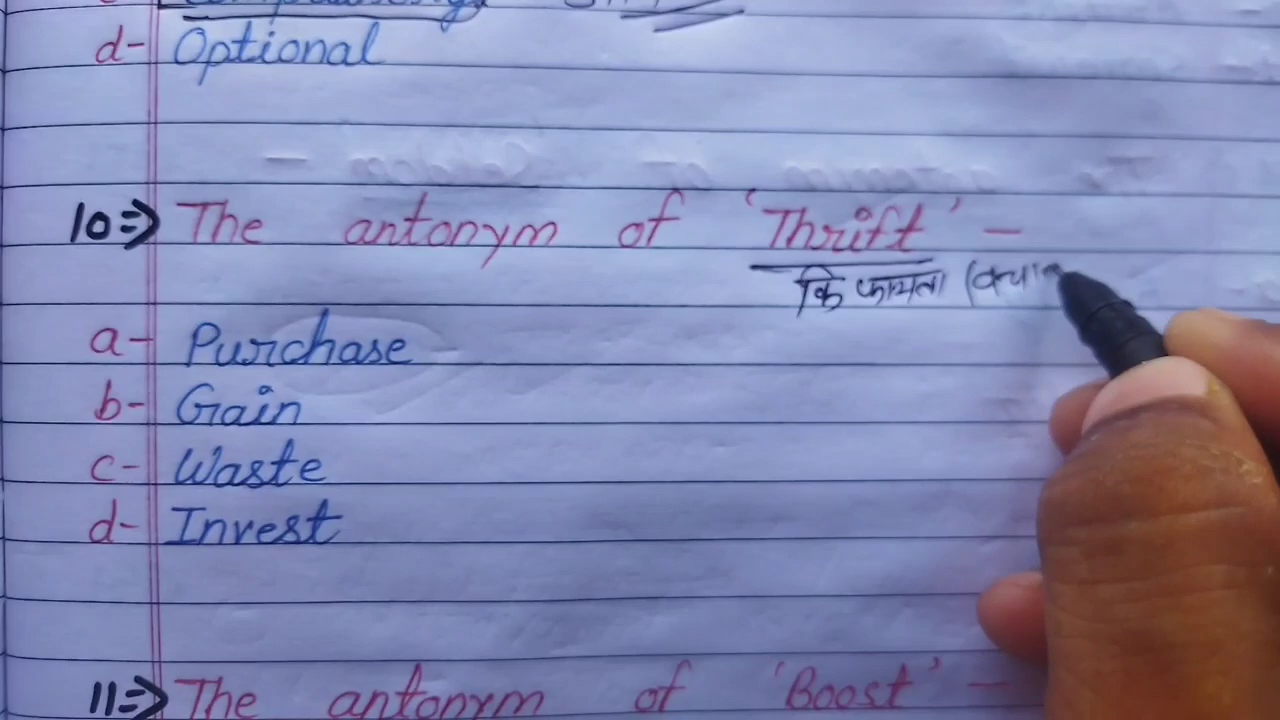 d- Optional
10⇒ The antonym of 'Thrift' -
किफायता
a- Purchase
b- Gain
c- Waste
d- Invest
11⇒ The antonym of 'Boost' -